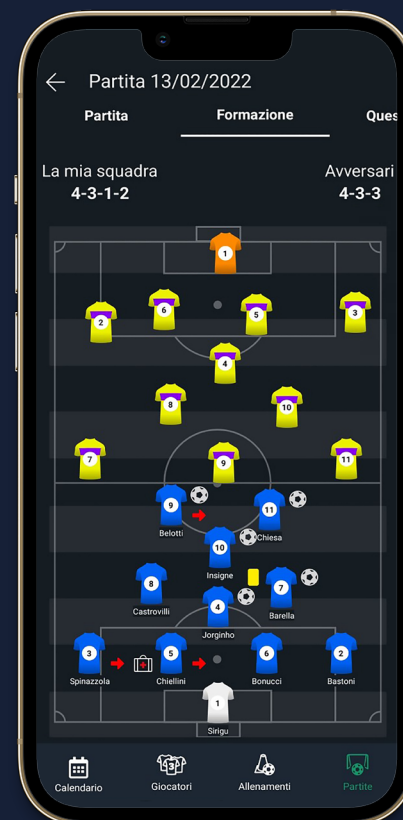 Partita 13/02/2022
Partita Formazione Ques
La mia squadra Avversari
4-3-1-2 4-3-3
1
6 5 3
2
4
8 10
7 9 11
9 11
Belotti Chiesa
10
Insigne
8 7
Castrovilli Barella
4
Jorginho
3 5 6 2
Spinazzola Chiellini Bonucci Bastoni
1
Sirigu
3
Calendario Giocatori Allenamenti Partite